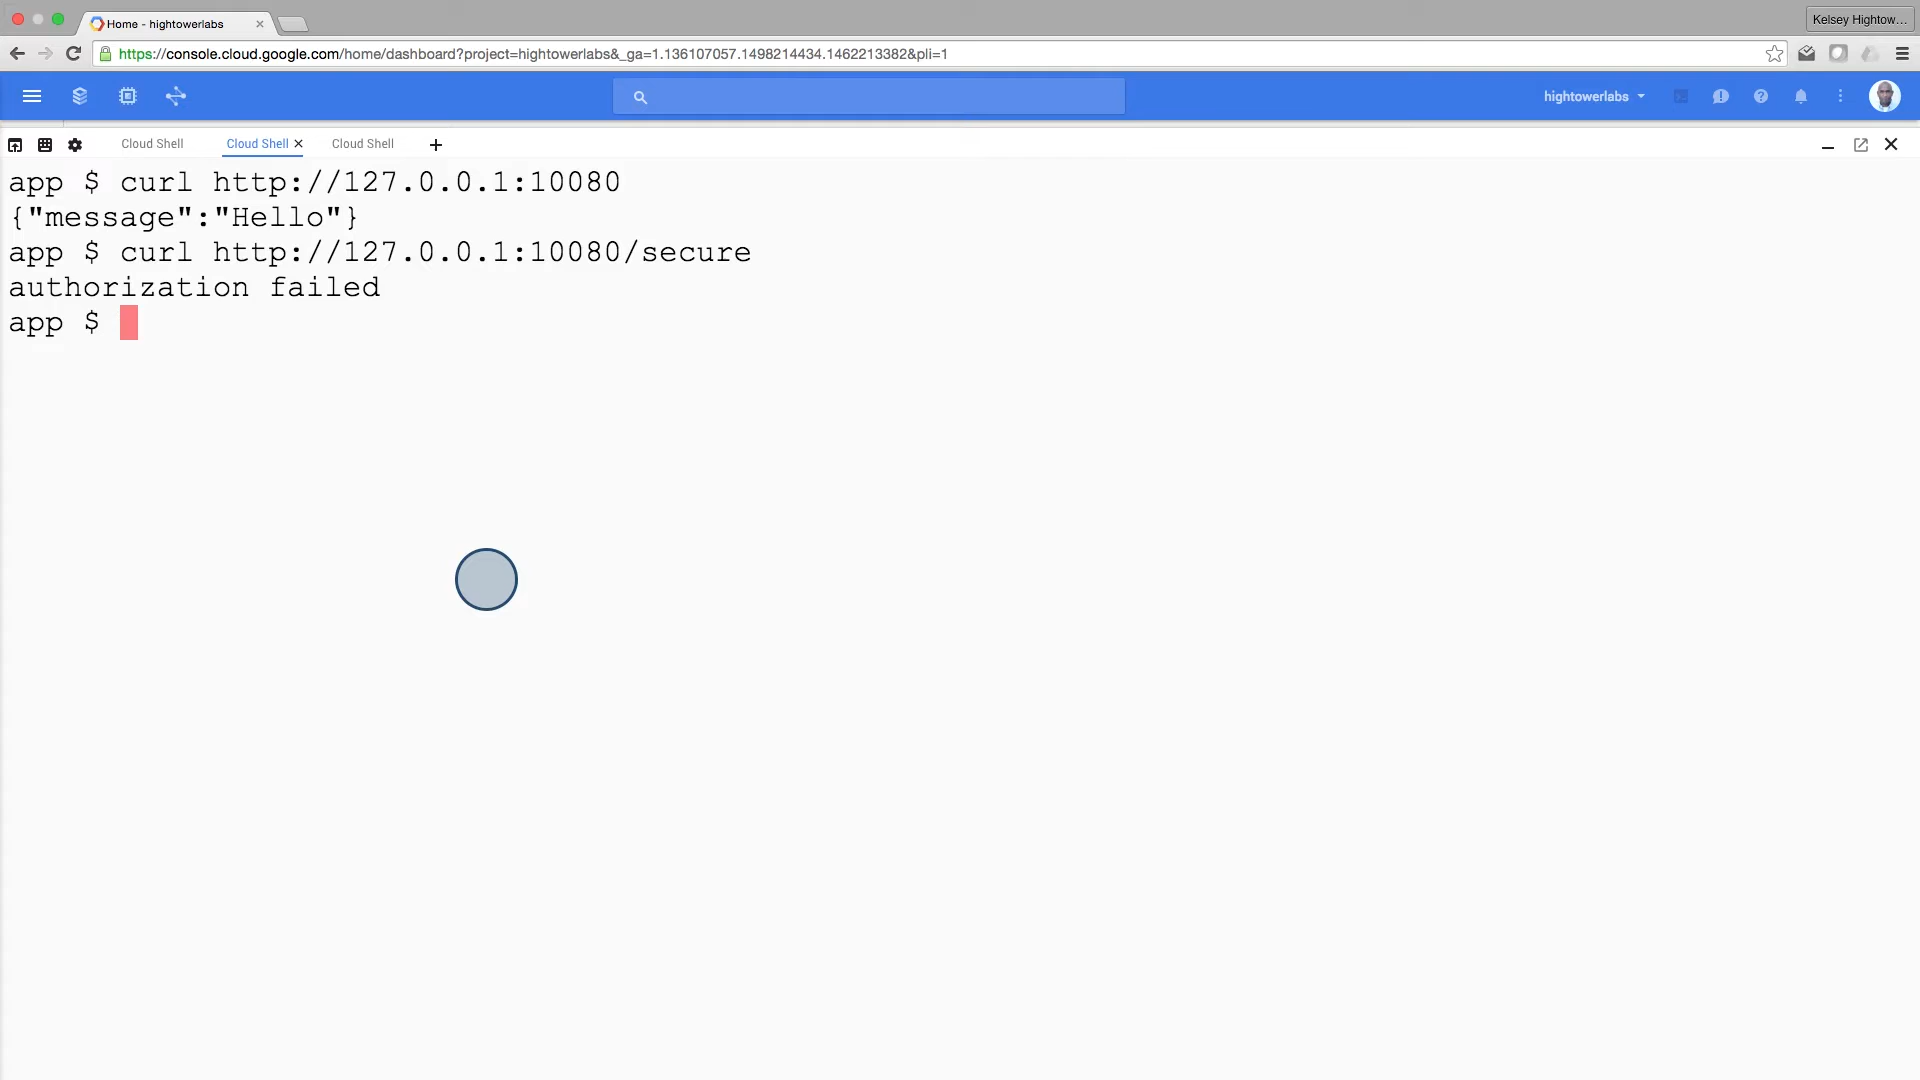 Home - hightowerlabs
Kelsey Hightow...
https://console.cloud.google.com/home/dashboard?project=hightowerlabs&_ga=1.136107057.1498214434.1462213382&pli=1
hightowerlabs
Cloud Shell
Cloud Shell
Cloud Shell
app $ curl http://127.0.0.1:10080
{"message":"Hello"}
app $ curl http://127.0.0.1:10080/secure
authorization failed
app $